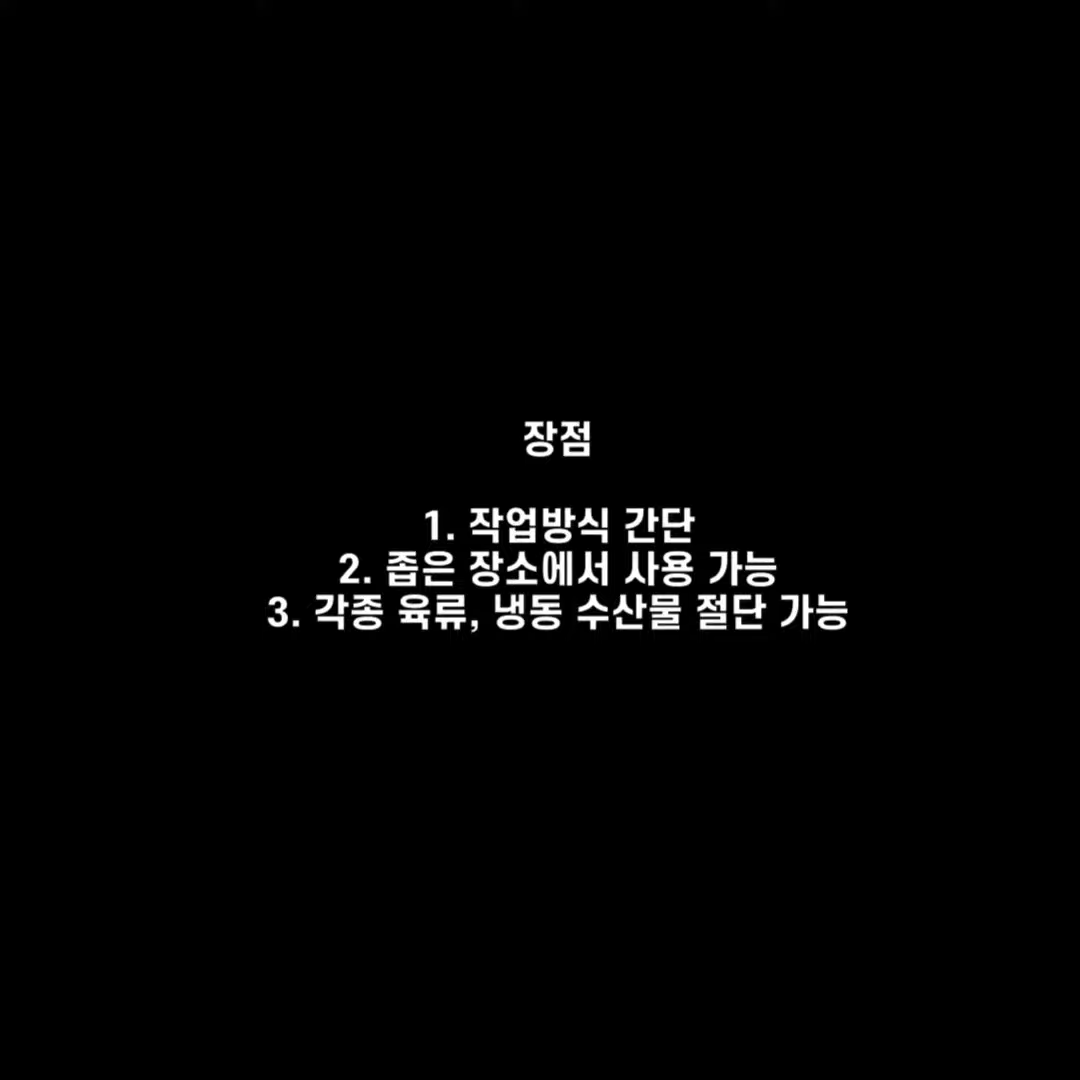 장점
1. 작업방식 간단
2. 좁은 장소에서 사용 가능
3. 각종 육류, 냉동 수산물 절단 가능